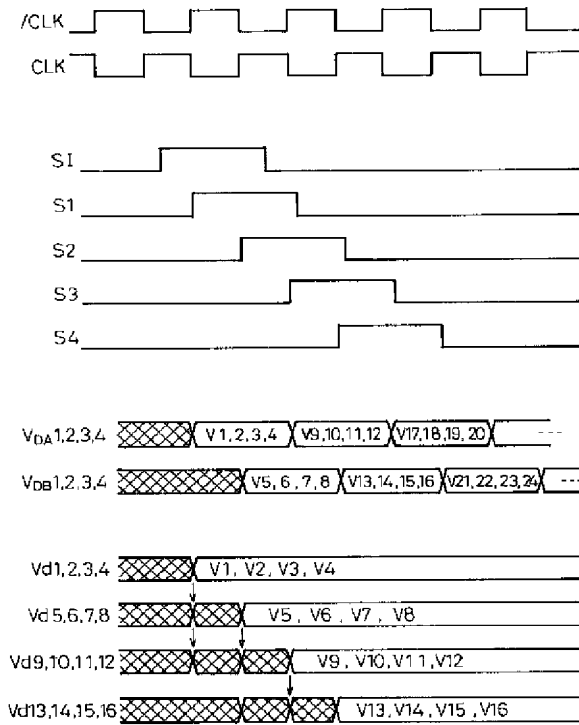 /CLK
CLK
SI
S1
S2
S3
S4
VDA1,2,3,4 V1,2,3,4 V9,10,11,12 V17,18,19,20
VDB1,2,3,4 V5,6,7,8 V13,14,15,16 V21,22,23,24
Vd1,2,3,4 V1, V2, V3, V4
Vd5,6,7,8 V5, V6, V7, V8
Vd9,10,11,12 V9, V10, V11, V12
Vd13,14,15,16 V13, V14, V15, V16